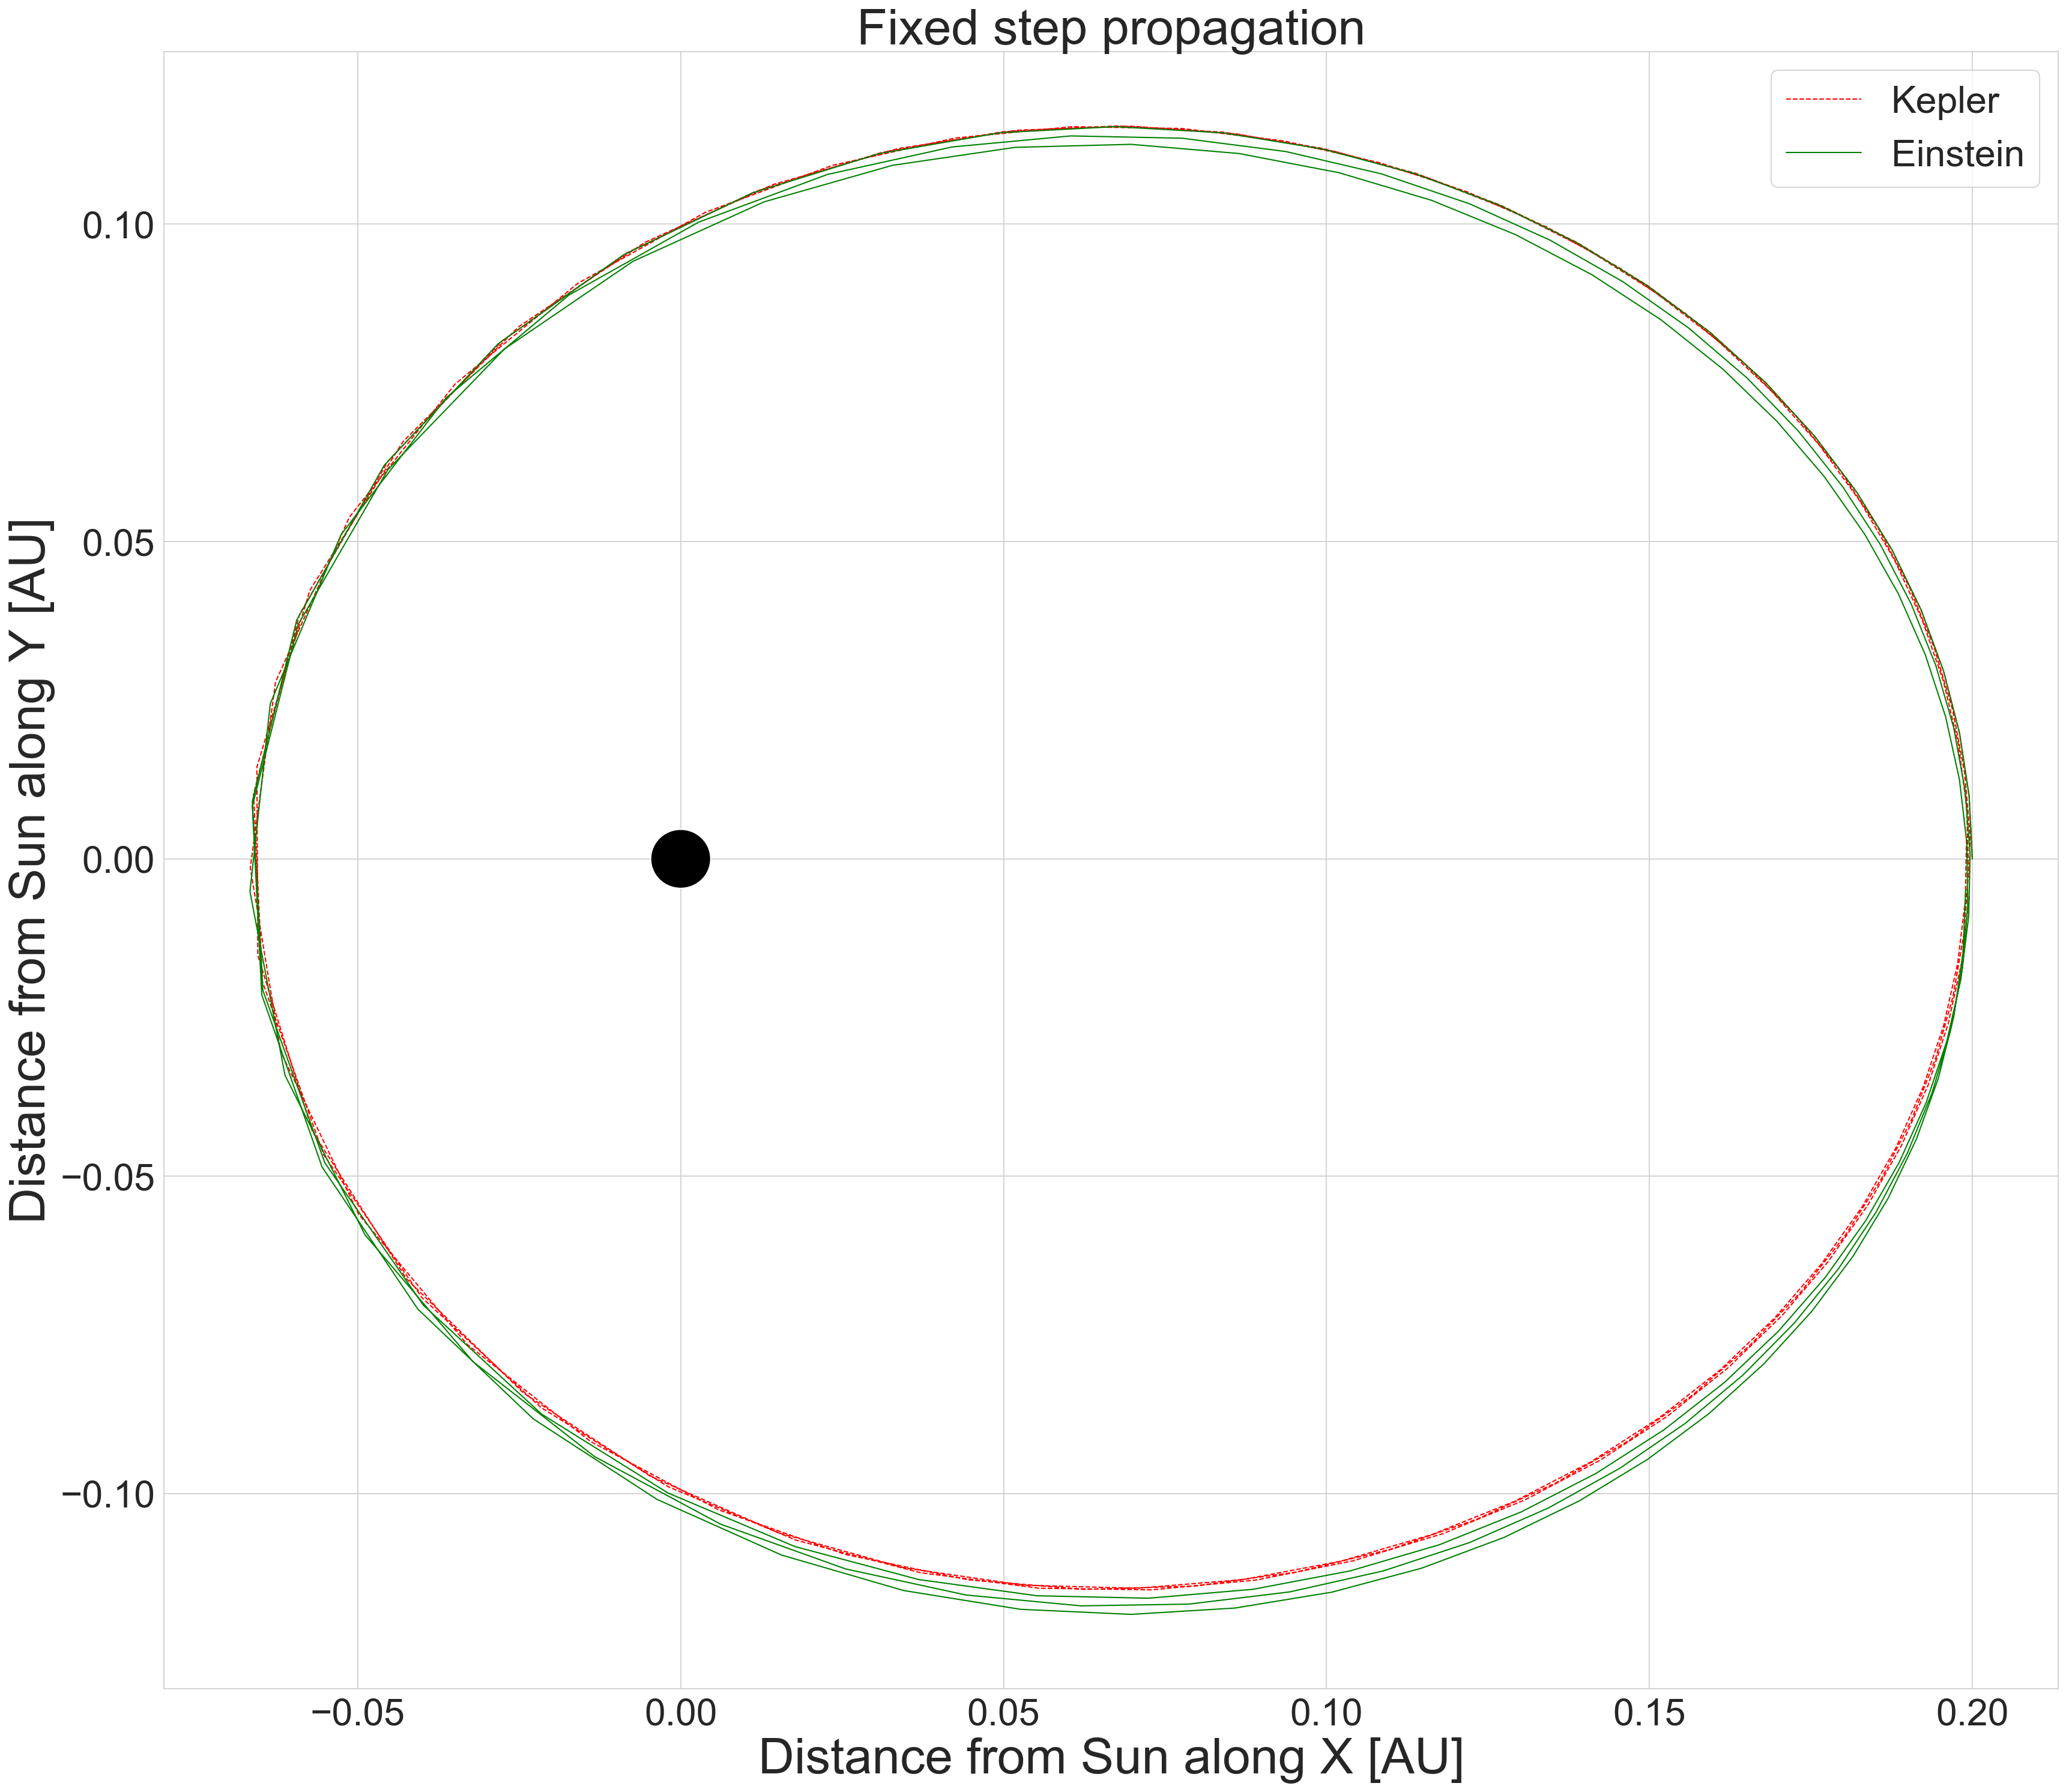 Fixed step propagation
Kepler
Einstein
Distance from Sun along Y [AU]
0.10
0.05
0.00
−0.05
−0.10
−0.05
0.00
0.05
0.10
0.15
0.20
Distance from Sun along X [AU]